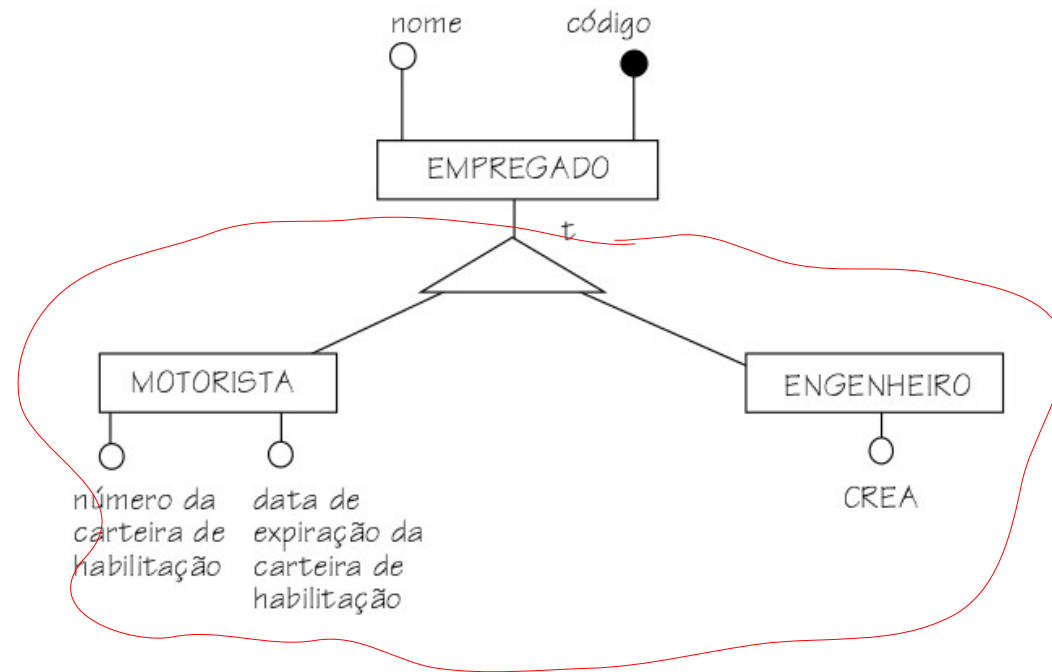 nome
código
EMPREGADO
t
MOTORISTA
ENGENHEIRO
número da
carteira de
habilitação
data de
expiração da
carteira de
habilitação
CREA